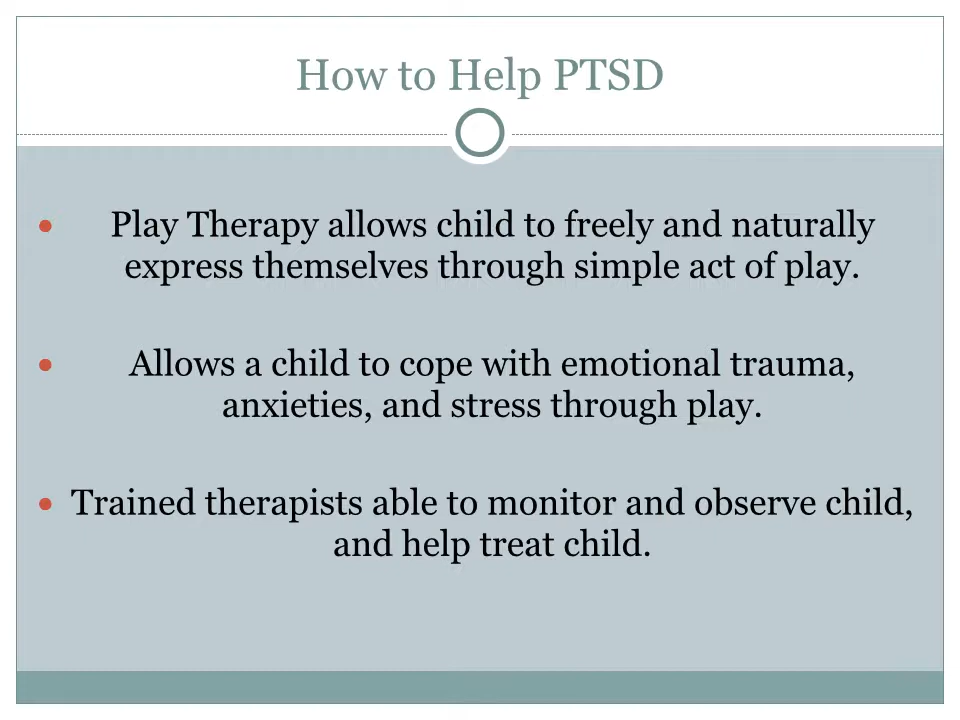 How to Help PTSD
• Play Therapy allows child to freely and naturally
express themselves through simple act of play.
• Allows a child to cope with emotional trauma,
anxieties, and stress through play.
• Trained therapists able to monitor and observe child,
and help treat child.